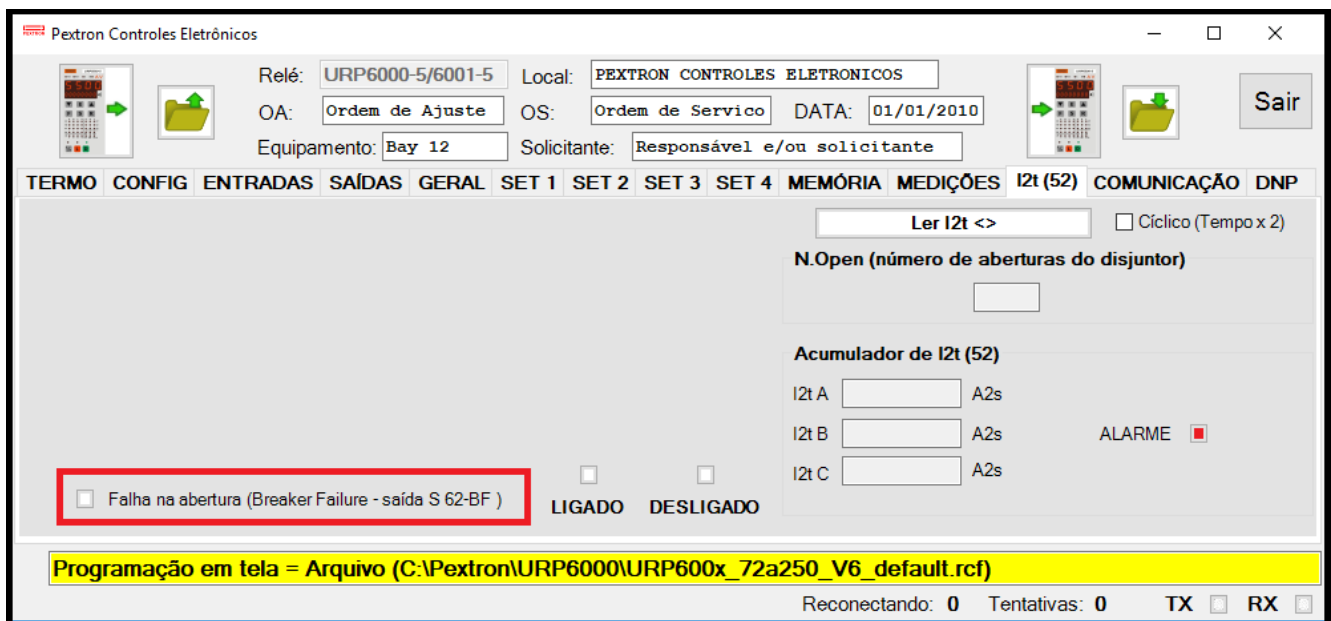 Pextron Controles Eletrônicos
Relé: URP6000-5/6001-5 Local: PEXTRON CONTROLES ELETRONICOS
OA: Ordem de Ajuste OS: Ordem de Servico DATA: 01/01/2010
Sair
Equipamento: Bay 12 Solicitante: Responsável e/ou solicitante
TERMO CONFIG ENTRADAS SAÍDAS GERAL SET 1 SET 2 SET 3 SET 4 MEMÓRIA MEDIÇÕES I2t (52) COMUNICAÇÃO DNP
Ler I2t <> Cíclico (Tempo x 2)
N.Open (número de aberturas do disjuntor)
Acumulador de I2t (52)
I2t A A2s
I2t B A2s ALARME
I2t C A2s
Falha na abertura (Breaker Failure - saída S 62-BF )
LIGADO DESLIGADO
Programação em tela = Arquivo (C:\Pextron\URP6000\URP600x_72a250_V6_default.rcf)
Reconectando: 0 Tentativas: 0 TX RX